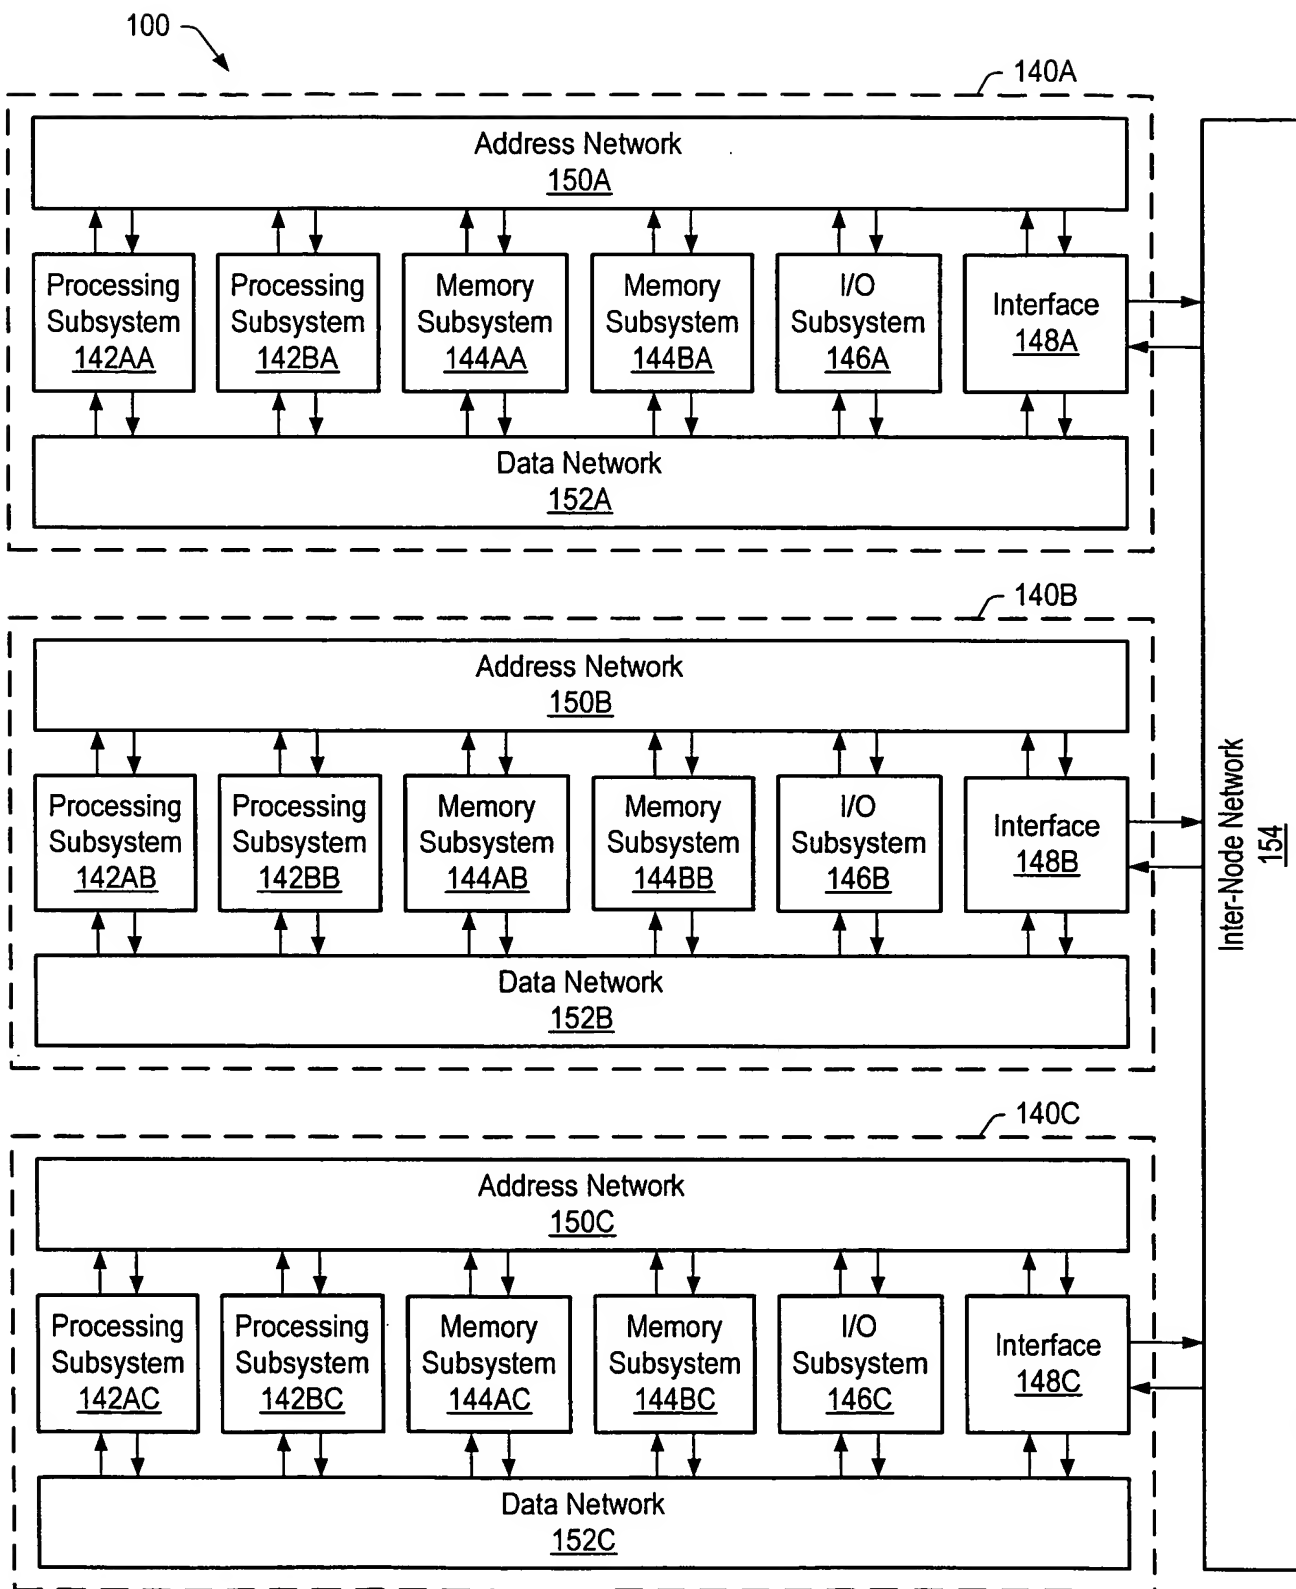 100
140A
Address Network
150A
Processing
Subsystem
142AA
Processing
Subsystem
142BA
Memory
Subsystem
144AA
Memory
Subsystem
144BA
I/O
Subsystem
146A
Interface
148A
Data Network
152A
140B
Address Network
150B
Processing
Subsystem
142AB
Processing
Subsystem
142BB
Memory
Subsystem
144AB
Memory
Subsystem
144BB
I/O
Subsystem
146B
Interface
148B
Data Network
152B
Inter-Node Network
154
140C
Address Network
150C
Processing
Subsystem
142AC
Processing
Subsystem
142BC
Memory
Subsystem
144AC
Memory
Subsystem
144BC
I/O
Subsystem
146C
Interface
148C
Data Network
152C